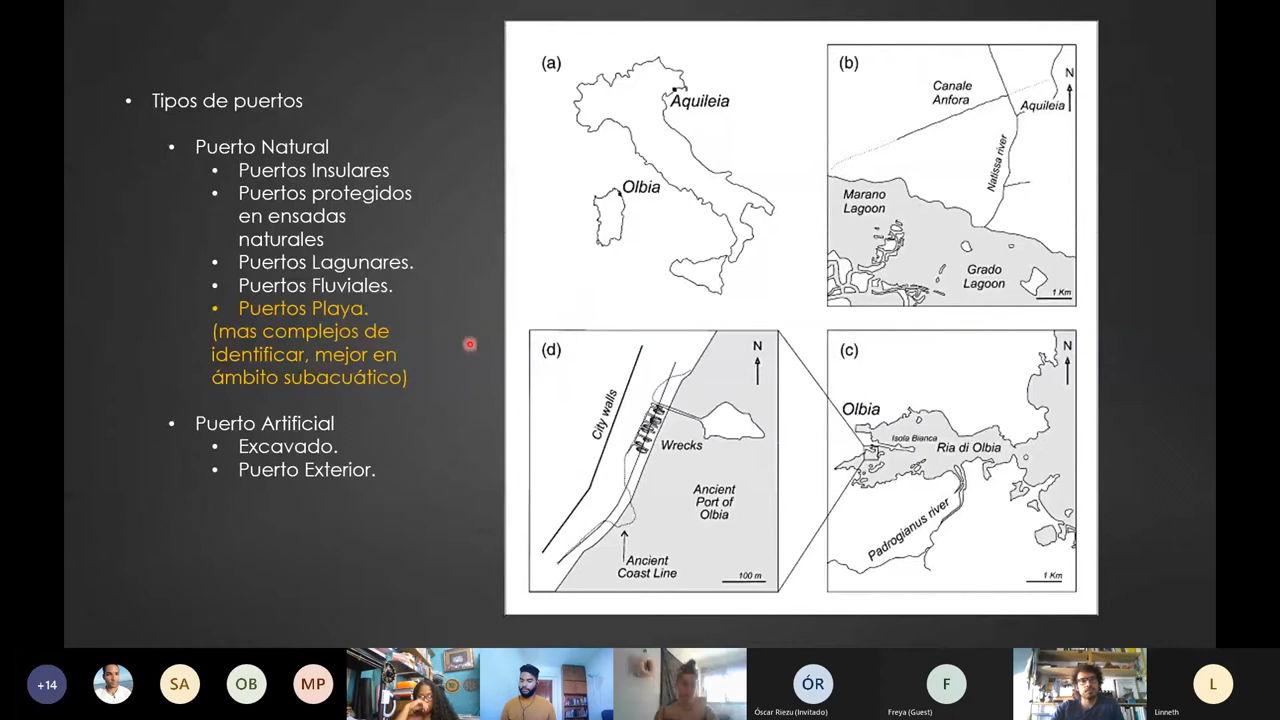 Tipos de puertos
Puerto Natural
Puertos Insulares
Puertos protegidos
en ensadas
naturales
Puertos Lagunares.
Puertos Fluviales.
Puertos Playa.
(mas complejos de
identificar, mejor en
ámbito subacuático)
Puerto Artificial
Excavado.
Puerto Exterior.
(a)
Aquileia
Olbia
(b)
Canale
Anfora
N
Aquileia
Natissa river
Marano
Lagoon
Grado
Lagoon
1 Km
(d)
N
City walls
Wrecks
Ancient
Port of
Olbia
Ancient
Coast Line
100 m
(c)
N
Olbia
Isola Bianca
Ria di Olbia
Padrogianus river
1 Km
+14
SA
OB
MP
ÓR
Óscar Riezu (Invitado)
F
Freya (Guest)
L
Linneth